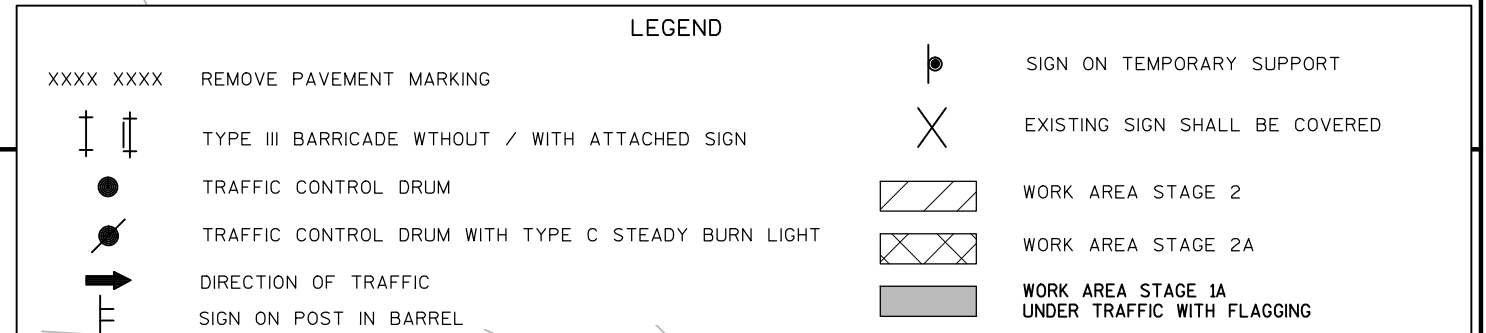 LEGEND
XXXX XXXX REMOVE PAVEMENT MARKING
TYPE III BARRICADE WTHOUT / WITH ATTACHED SIGN
TRAFFIC CONTROL DRUM
TRAFFIC CONTROL DRUM WITH TYPE C STEADY BURN LIGHT
DIRECTION OF TRAFFIC
SIGN ON POST IN BARREL
SIGN ON TEMPORARY SUPPORT
EXISTING SIGN SHALL BE COVERED
WORK AREA STAGE 2
WORK AREA STAGE 2A
WORK AREA STAGE 1A
UNDER TRAFFIC WITH FLAGGING